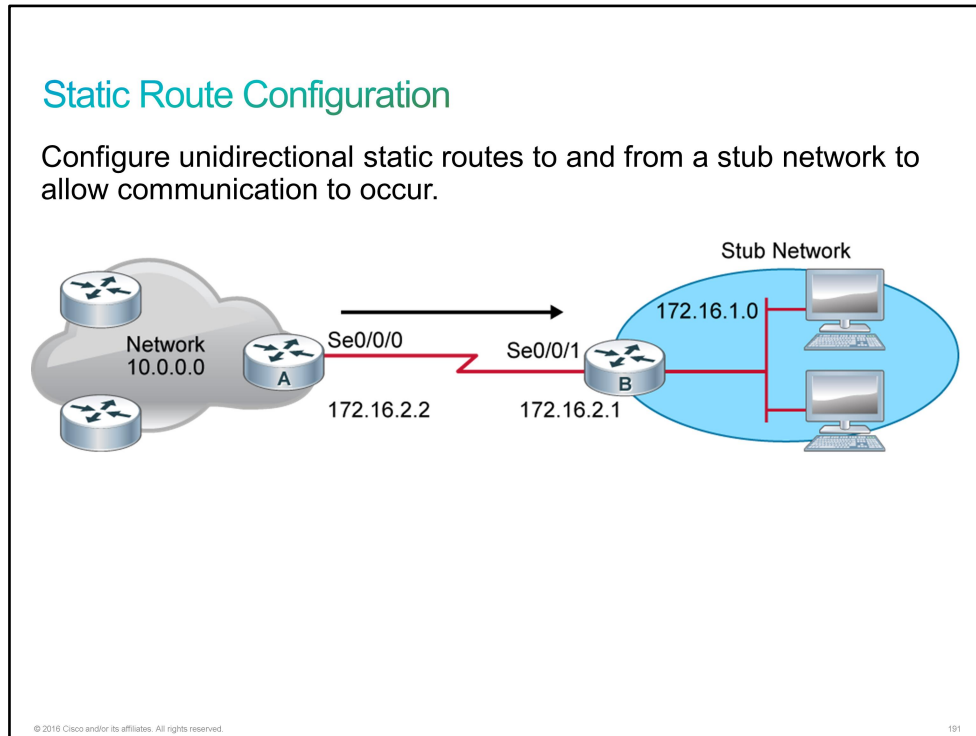 Static Route Configuration
Configure unidirectional static routes to and from a stub network to
allow communication to occur.
Stub Network
172.16.1.0
Network
10.0.0.0
A
Se0/0/0
Se0/0/1
B
172.16.2.2
172.16.2.1
© 2016 Cisco and/or its affiliates. All rights reserved.
191